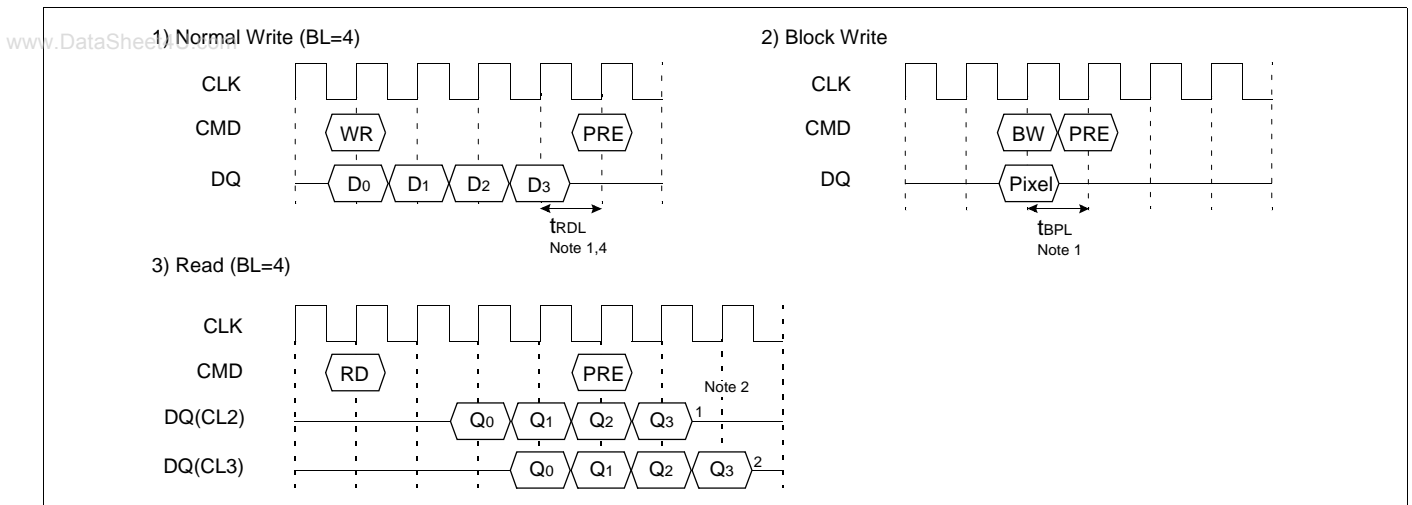 www.DataSheet4U.com
1) Normal Write (BL=4)
2) Block Write
CLK
CMD WR PRE
DQ D0 D1 D2 D3
tRDL
Note 1,4
CLK
CMD BW PRE
DQ Pixel
tBPL
Note 1
3) Read (BL=4)
CLK
CMD RD PRE
Note 2
DQ(CL2) Q0 Q1 Q2 Q3 1
DQ(CL3) Q0 Q1 Q2 Q3 2